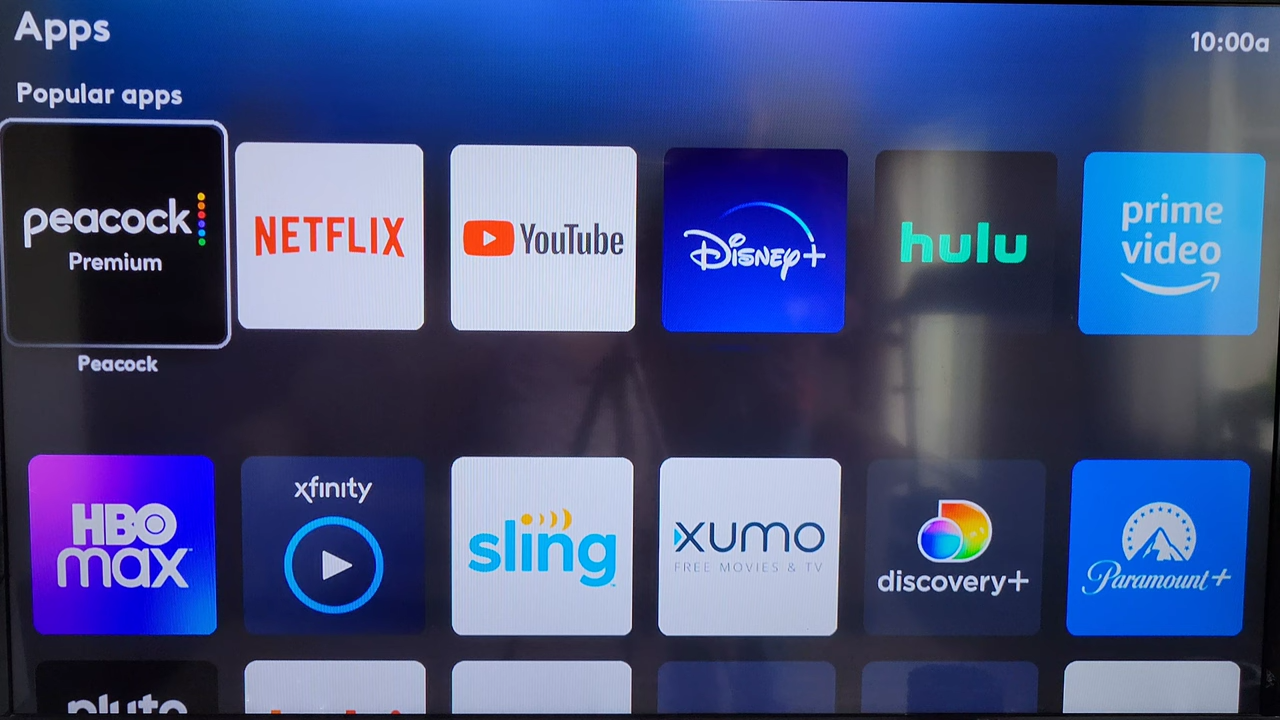 Apps
10:00a
Popular apps
peacock
Premium
NETFLIX
YouTube
Disney+
hulu
prime
video
Peacock
HBO
max
xfinity
sling
xumo
FREE MOVIES & TV
discovery+
Paramount+
pluto